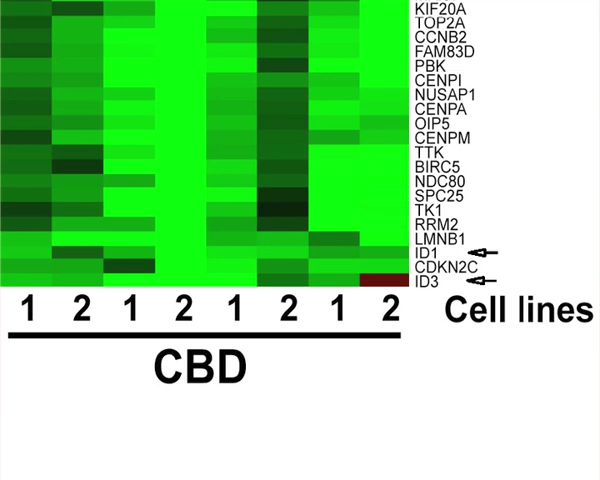 KIF20A
TOP2A
CCNB2
FAM83D
PBK
CENPI
NUSAP1
CENPA
OIP5
CENPM
TTK
BIRC5
NDC80
SPC25
TK1
RRM2
LMNB1
ID1
CDKN2C
ID3
1 2 1 2 1 2 1 2 Cell lines
CBD